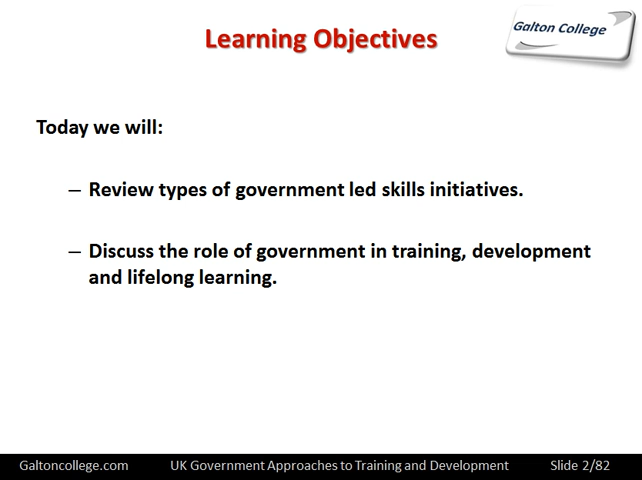 Learning Objectives
Galton College
Today we will:
– Review types of government led skills initiatives.
– Discuss the role of government in training, development
and lifelong learning.
Galtoncollege.com UK Government Approaches to Training and Development Slide 2/82